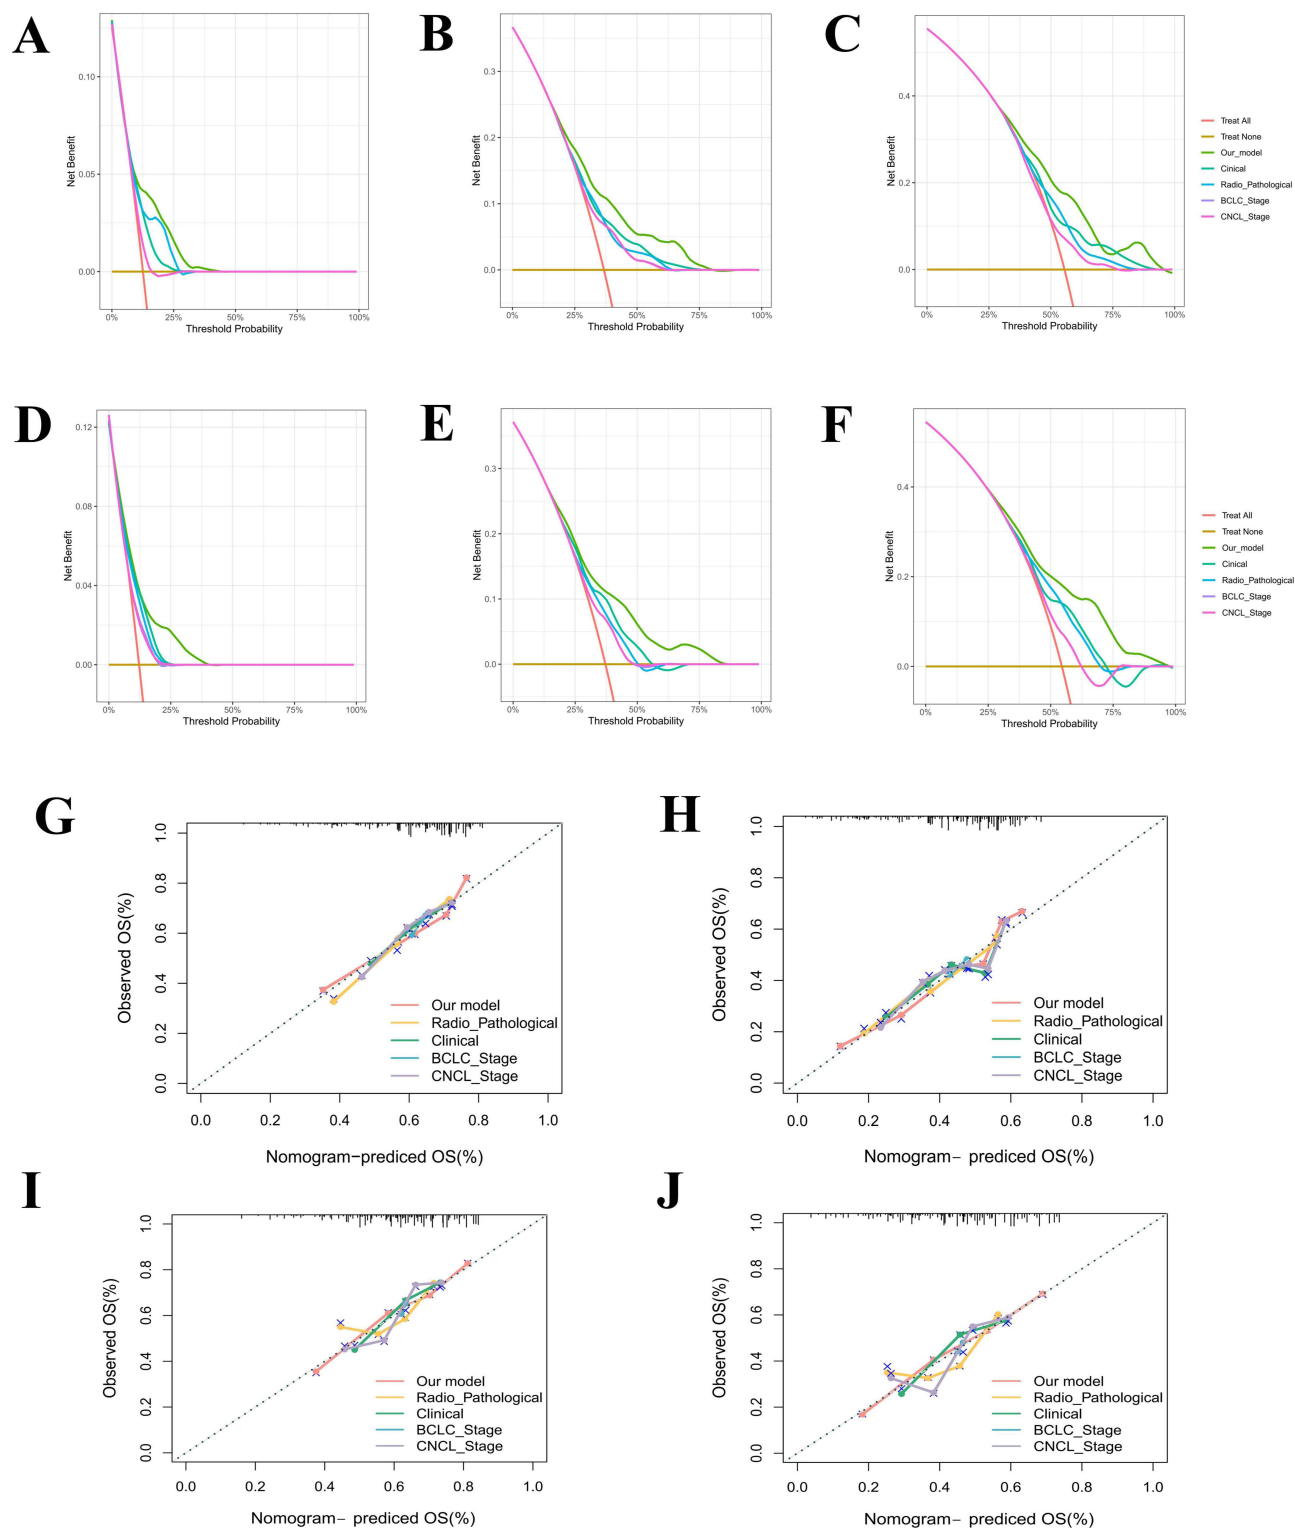 A
0.10
0.05
0.00
Net Benefit
0% 25% 50% 75% 100%
Threshold Probability
B
0.3
0.2
0.1
0.0
Net Benefit
0% 25% 50% 75% 100%
Threshold Probability
C
0.4
0.2
0.0
Net Benefit
0% 25% 50% 75% 100%
Threshold Probability
Treat All
Treat None
Our_model
Cinical
Radio_Pathological
BCLC_Stage
CNCL_Stage
D
0.12
0.08
0.04
0.00
Net Benefit
0% 25% 50% 75% 100%
Threshold Probability
E
0.3
0.2
0.1
0.0
Net Benefit
0% 25% 50% 75% 100%
Threshold Probability
F
0.4
0.2
0.0
Net Benefit
0% 25% 50% 75% 100%
Threshold Probability
Treat All
Treat None
Our_model
Cinical
Radio_Pathological
BCLC_Stage
CNCL_Stage
G
1.0
0.8
0.6
0.4
0.2
0.0
Observed OS(%)
Our model
Radio_Pathological
Clinical
BCLC_Stage
CNCL_Stage
0.0 0.2 0.4 0.6 0.8 1.0
Nomogram−prediced OS(%)
H
1.0
0.8
0.6
0.4
0.2
0.0
Observed OS(%)
Our model
Radio_Pathological
Clinical
BCLC_Stage
CNCL_Stage
0.0 0.2 0.4 0.6 0.8 1.0
Nomogram− prediced OS(%)
I
1.0
0.8
0.6
0.4
0.2
0.0
Observed OS(%)
Our model
Radio_Pathological
Clinical
BCLC_Stage
CNCL_Stage
0.0 0.2 0.4 0.6 0.8 1.0
Nomogram− prediced OS(%)
J
1.0
0.8
0.6
0.4
0.2
0.0
Observed OS(%)
Our model
Radio_Pathological
Clinical
BCLC_Stage
CNCL_Stage
0.0 0.2 0.4 0.6 0.8 1.0
Nomogram− prediced OS(%)